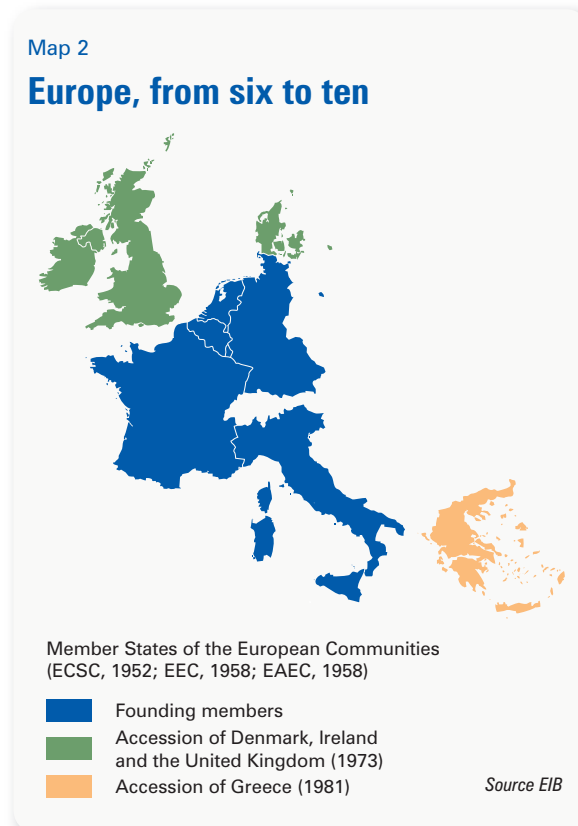 Map 2
Europe, from six to ten
Member States of the European Communities
(ECSC, 1952; EEC, 1958; EAEC, 1958)
Founding members
Accession of Denmark, Ireland
and the United Kingdom (1973)
Accession of Greece (1981)
Source EIB